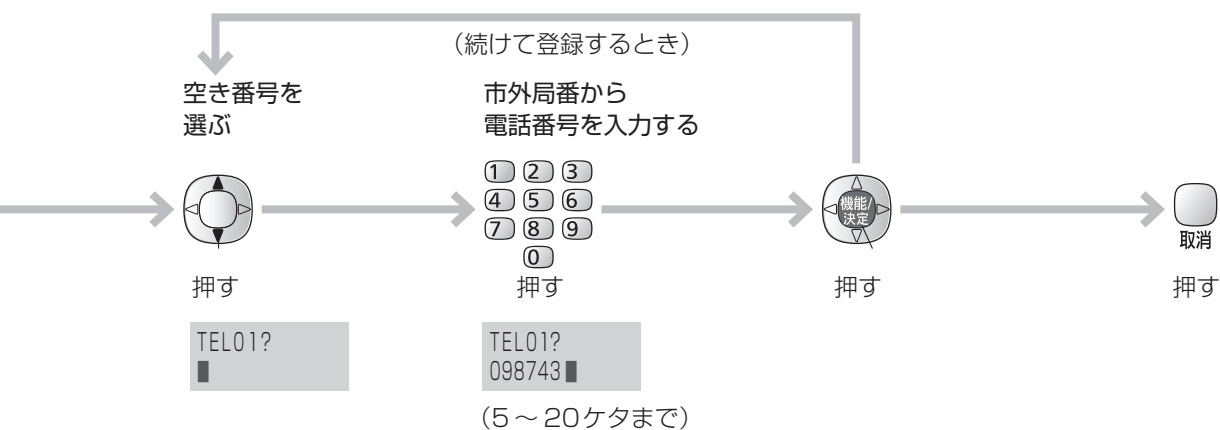 （続けて登録するとき）
空き番号を
選ぶ
市外局番から
電話番号を入力する
1 2 3
4 5 6
7 8 9
0
機能/
決定
取消
押す
押す
押す
押す
TEL01?
TEL01?
098743
（5～20ケタまで）